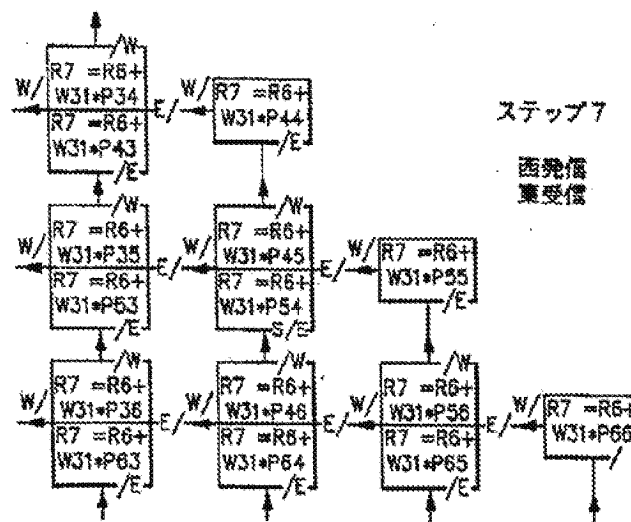 /W
R7 =R6+
W/
W31*P34
E/
R7 =R6+
W31*P43
/E
R7 =R6+
W/
W31*P44
/E
ステップ7
西発信
東受信
/W
R7 =R6+
W/
W31*P35
E/
R7 =R6+
W31*P53
/E
/W
R7 =R6+
W/
W31*P45
E/
R7 =R6+
W31*P54
S/E
R7 =R6+
W/
W31*P55
/E
/W
R7 =R6+
W/
W31*P36
E/
R7 =R6+
W31*P63
/E
/W
R7 =R6+
W/
W31*P46
E/
R7 =R6+
W31*P64
/E
/W
R7 =R6+
W/
W31*P56
E/
R7 =R6+
W31*P65
/E
R7 =R6+
W/
W31*P66
/